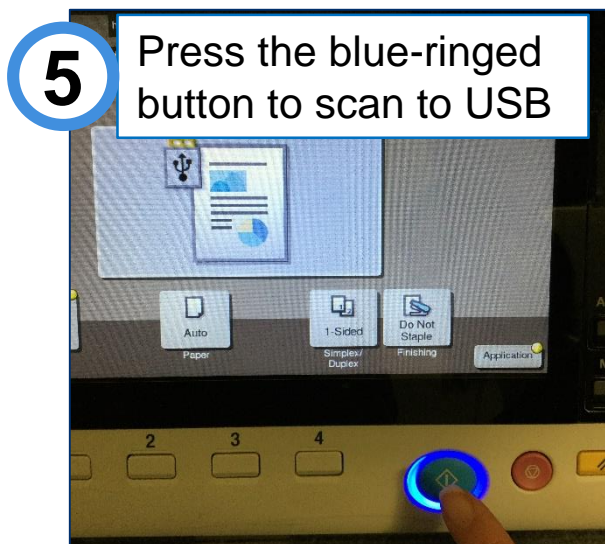 5
Press the blue-ringed
button to scan to USB
Auto
Paper
1-Sided
Simplex/
Duplex
Do Not
Staple
Finishing
Application
2
3
4